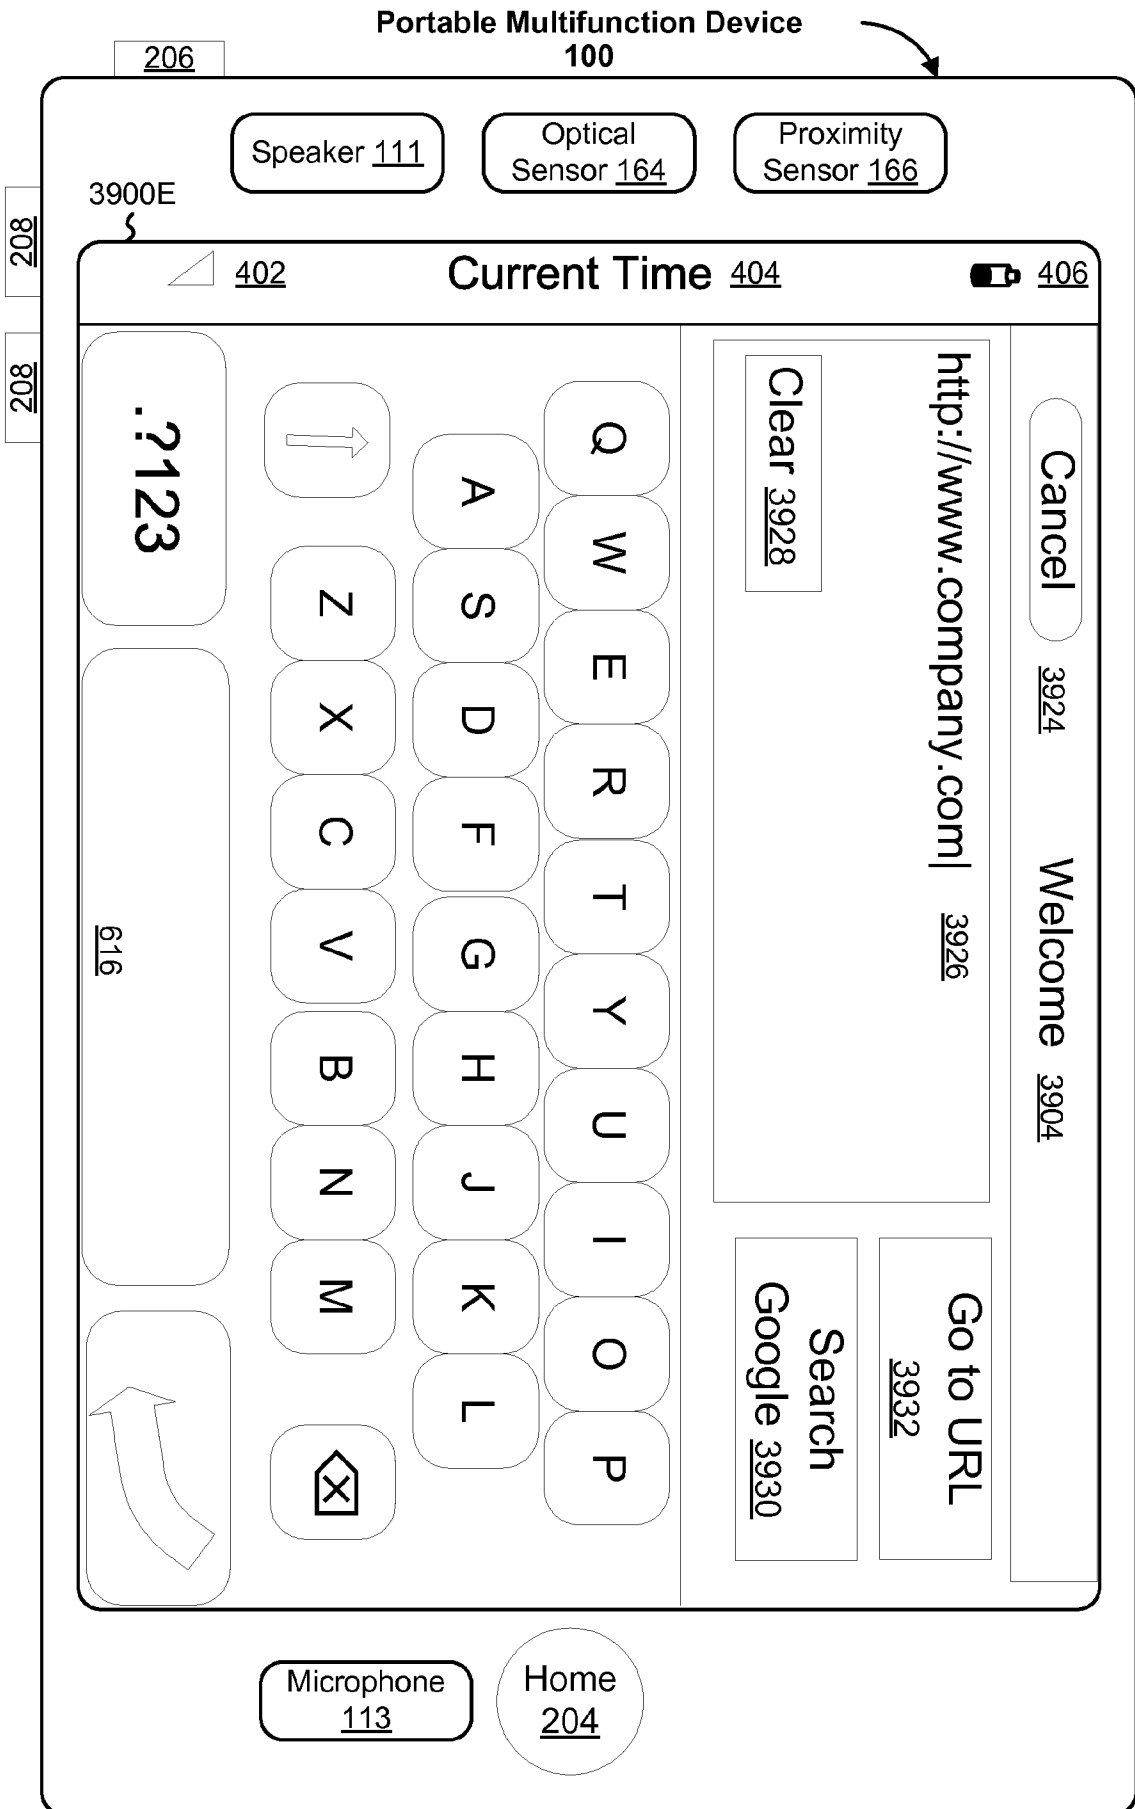 Portable Multifunction Device
100
206
Speaker 111
Optical
Sensor 164
Proximity
Sensor 166
3900E
208
208
402
Current Time 404
406
Cancel 3924
Welcome 3904
http://www.company.com| 3926
Clear 3928
Go to URL
3932
Search
Google 3930
Q W E R T Y U I O P
A S D F G H J K L
Z X C V B N M
.?123
616
Microphone
113
Home
204